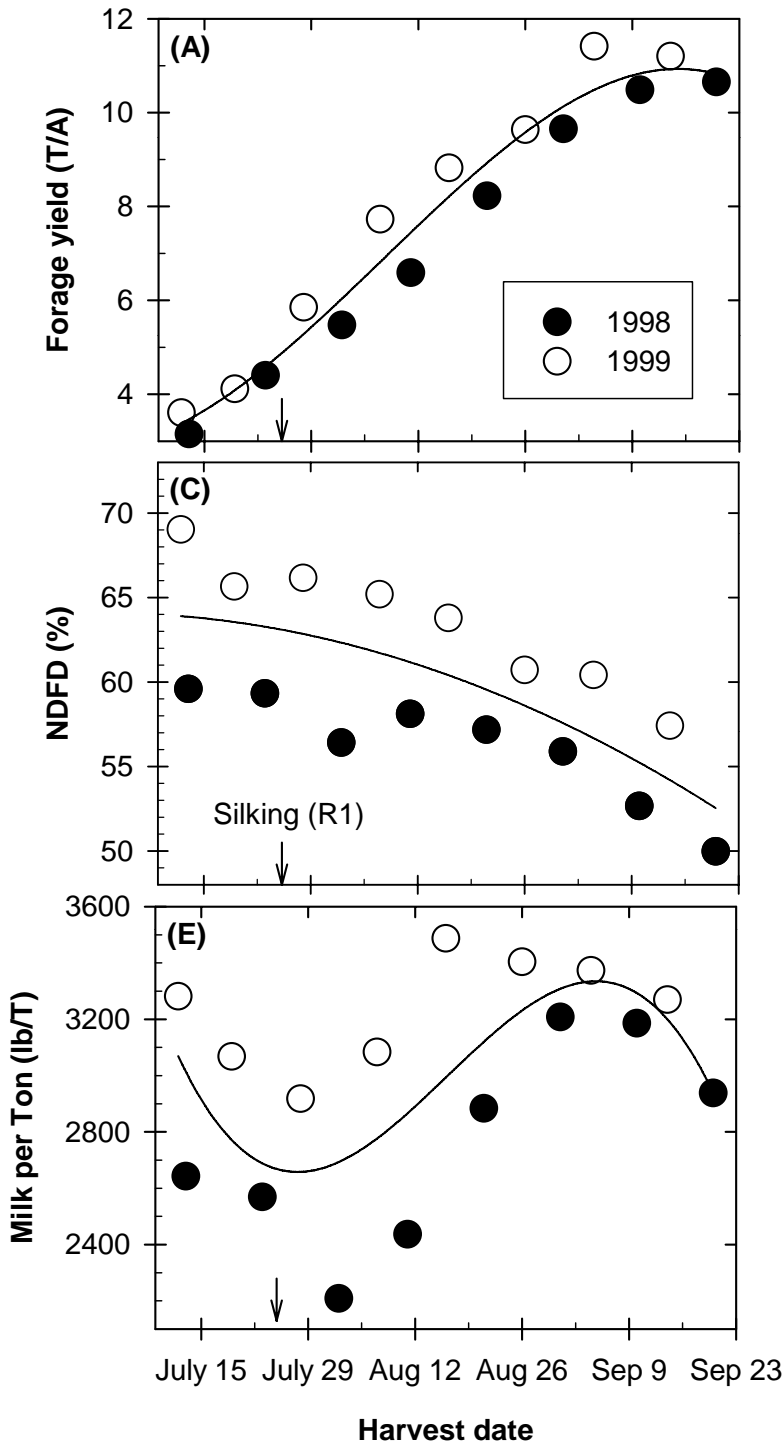 (A)
12
10
8
6
4
Forage yield (T/A)
1998
1999
(C)
70
65
60
55
50
NDFD (%)
Silking (R1)
(E)
3600
3200
2800
2400
Milk per Ton (lb/T)
July 15 July 29 Aug 12 Aug 26 Sep 9 Sep 23
Harvest date